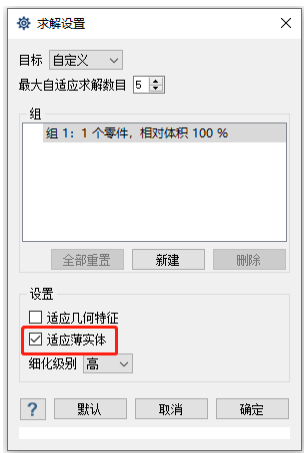 求解设置
目标 自定义
最大自适应求解数目 5
组
组 1：1 个零件，相对体积 100 %
全部重置 新建 删除
设置
适应几何特征
适应薄实体
细化级别 高
? 默认 取消 确定